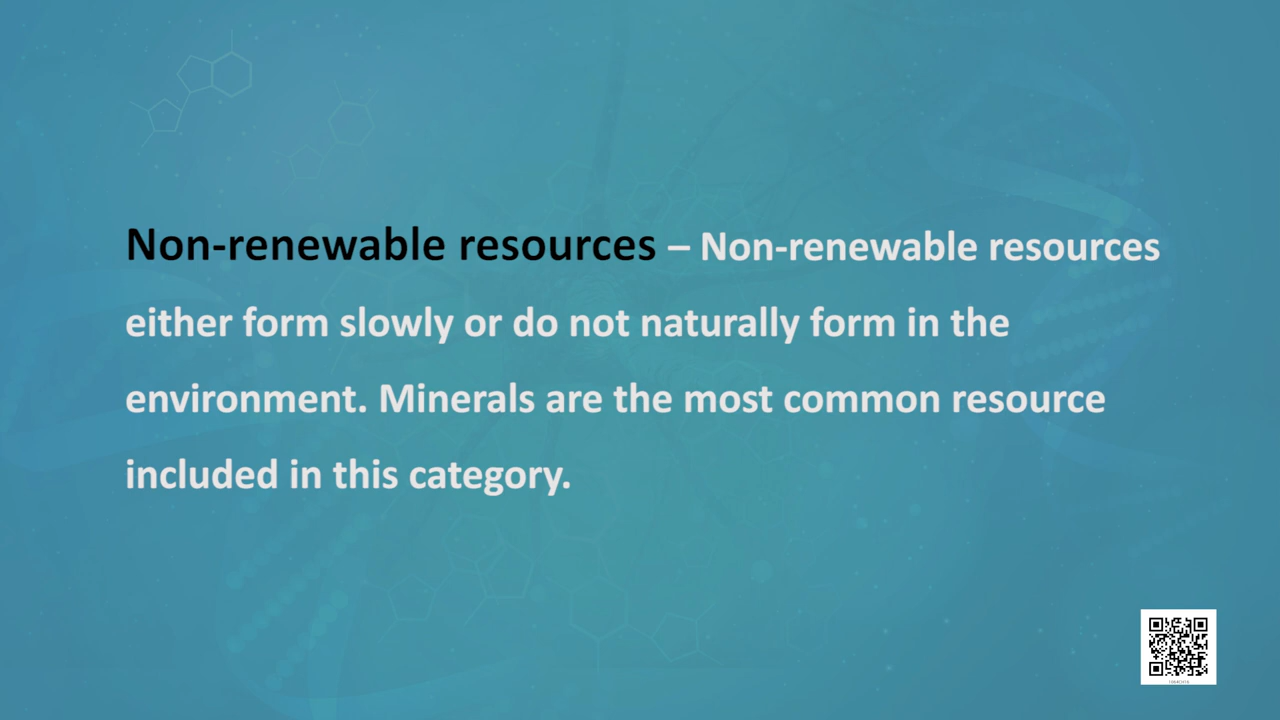 Non-renewable resources – Non-renewable resources
either form slowly or do not naturally form in the
environment. Minerals are the most common resource
included in this category.